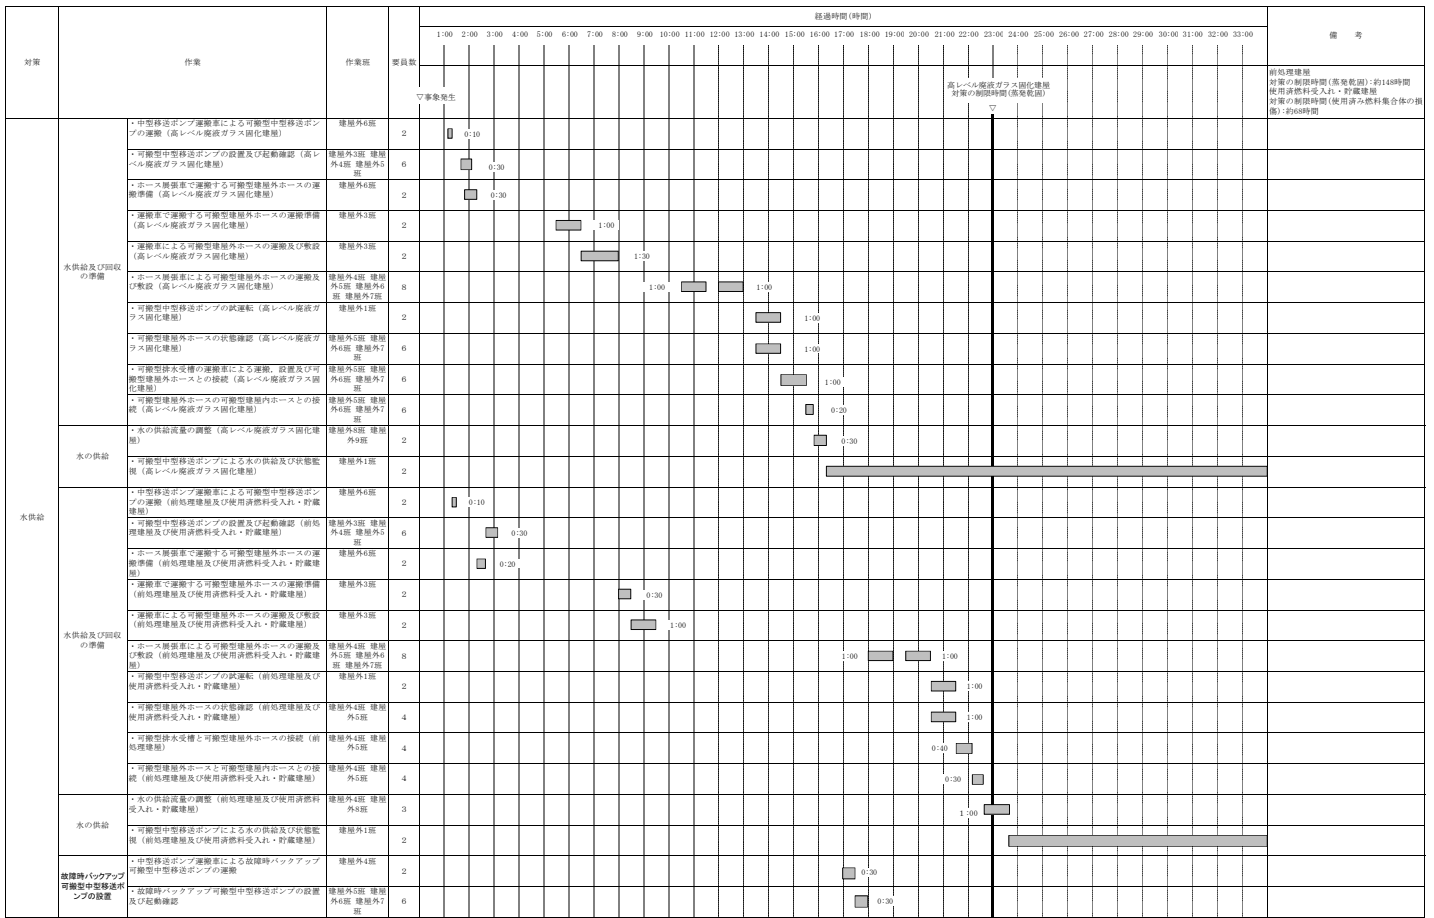 経過時間(時間)
1:00 2:00 3:00 4:00 5:00 6:00 7:00 8:00 9:00 10:00 11:00 12:00 13:00 14:00 15:00 16:00 17:00 18:00 19:00 20:00 21:00 22:00 23:00 24:00 25:00 26:00 27:00 28:00 29:00 30:00 31:00 32:00 33:00
対策 作業 作業班 要員数 備 考
▽事象発生
高レベル廃液ガラス固化建屋
対策の制限時間(蒸発乾固)
▽
前処理建屋
対策の制限時間(蒸発乾固):約148時間
使用済燃料受入れ・貯蔵建屋
対策の制限時間(使用済み燃料集合体の損
傷):約68時間
水供給
水供給及び回収
の準備
・中型移送ポンプ運搬車による可搬型中型移送ポン
プの運搬(高レベル廃液ガラス固化建屋)
建屋外6班
2
0:10
・可搬型中型移送ポンプの設置及び起動確認(高レ
ベル廃液ガラス固化建屋)
建屋外3班 建屋
外4班 建屋外5
班
6
0:30
・ホース展張車で運搬する可搬型建屋外ホースの運
搬準備(高レベル廃液ガラス固化建屋)
建屋外6班
2
0:30
・運搬車で運搬する可搬型建屋外ホースの運搬準備
(高レベル廃液ガラス固化建屋)
建屋外3班
2
1:00
・運搬車による可搬型建屋外ホースの運搬及び敷設
(高レベル廃液ガラス固化建屋)
建屋外3班
2
1:30
・ホース展張車による可搬型建屋外ホースの運搬及
び敷設(高レベル廃液ガラス固化建屋)
建屋外4班 建屋
外5班 建屋外6
班 建屋外7班
8
1:00 1:00
・可搬型中型移送ポンプの試運転(高レベル廃液ガ
ラス固化建屋)
建屋外1班
2
1:00
・可搬型建屋外ホースの状態確認(高レベル廃液ガ
ラス固化建屋)
建屋外5班 建屋
外6班 建屋外7
班
6
1:00
・可搬型排水受槽の運搬車による運搬,設置及び可
搬型建屋外ホースとの接続(高レベル廃液ガラス固
化建屋)
建屋外5班 建屋
外6班 建屋外7
班
6
1:00
・可搬型建屋外ホースの可搬型建屋内ホースとの接
続(高レベル廃液ガラス固化建屋)
建屋外5班 建屋
外6班 建屋外7
班
6
0:20
水の供給
・水の供給流量の調整(高レベル廃液ガラス固化建
屋)
建屋外8班 建屋
外9班
2
0:30
・可搬型中型移送ポンプによる水の供給及び状態監
視(高レベル廃液ガラス固化建屋)
建屋外1班
2
水供給及び回収
の準備
・中型移送ポンプ運搬車による可搬型中型移送ポン
プの運搬(前処理建屋及び使用済燃料受入れ・貯蔵
建屋)
建屋外6班
2
0:10
・可搬型中型移送ポンプの設置及び起動確認(前処
理建屋及び使用済燃料受入れ・貯蔵建屋)
建屋外3班 建屋
外4班 建屋外5
班
6
0:30
・ホース展張車で運搬する可搬型建屋外ホースの運
搬準備(前処理建屋及び使用済燃料受入れ・貯蔵建
屋)
建屋外6班
2
0:20
・運搬車で運搬する可搬型建屋外ホースの運搬準備
(前処理建屋及び使用済燃料受入れ・貯蔵建屋)
建屋外3班
2
0:30
・運搬車による可搬型建屋外ホースの運搬及び敷設
(前処理建屋及び使用済燃料受入れ・貯蔵建屋)
建屋外3班
2
1:00
・ホース展張車による可搬型建屋外ホースの運搬及
び敷設(前処理建屋及び使用済燃料受入れ・貯蔵建
屋)
建屋外4班 建屋
外5班 建屋外6
班 建屋外7班
8
1:00 1:00
・可搬型中型移送ポンプの試運転(前処理建屋及び
使用済燃料受入れ・貯蔵建屋)
建屋外1班
2
1:00
・可搬型建屋外ホースの状態確認(前処理建屋及び
使用済燃料受入れ・貯蔵建屋)
建屋外4班 建屋
外5班
4
1:00
・可搬型排水受槽と可搬型建屋外ホースの接続(前
処理建屋)
建屋外4班 建屋
外5班
4
0:40
・可搬型建屋外ホースと可搬型建屋内ホースとの接
続(前処理建屋及び使用済燃料受入れ・貯蔵建屋)
建屋外4班 建屋
外5班
4
0:30
水の供給
・水の供給流量の調整(前処理建屋及び使用済燃料
受入れ・貯蔵建屋)
建屋外4班 建屋
外8班
3
1:00
・可搬型中型移送ポンプによる水の供給及び状態監
視(前処理建屋及び使用済燃料受入れ・貯蔵建屋)
建屋外1班
2
故障時バックアップ
可搬型中型移送ポ
ンプの設置
・中型移送ポンプ運搬車による故障時バックアップ
可搬型中型移送ポンプの運搬
建屋外4班
2
0:30
・故障時バックアップ可搬型中型移送ポンプの設置
及び起動確認
建屋外5班 建屋
外6班 建屋外7
班
6
0:30